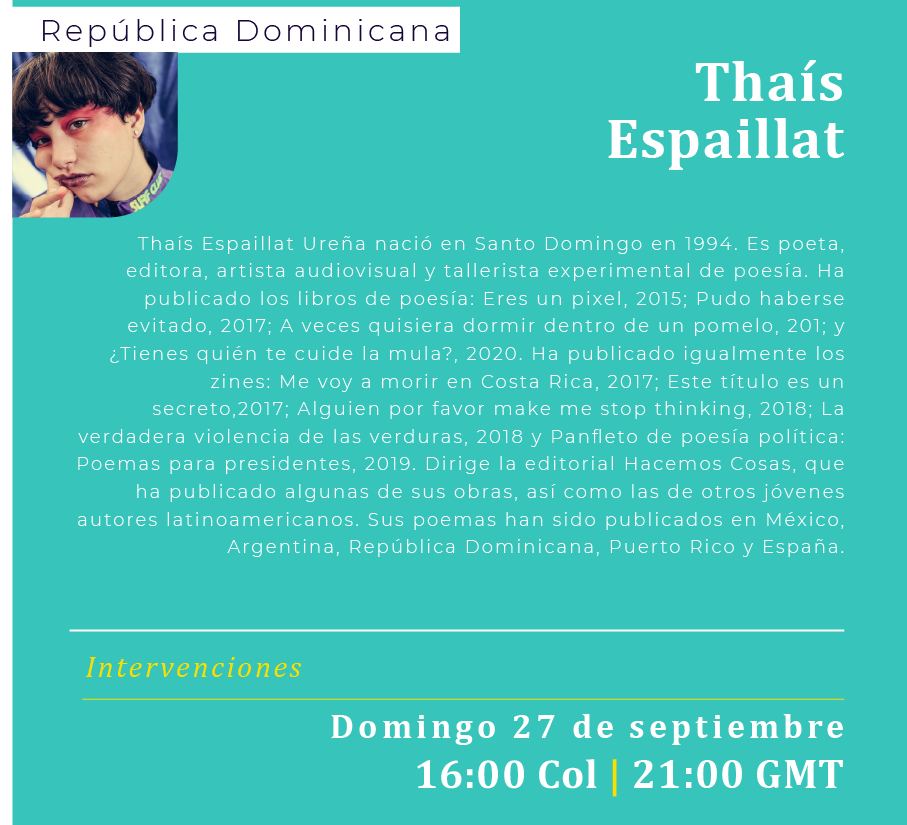 República Dominicana
SURF CLUB
Thaís
Espaillat
Thaís Espaillat Ureña nació en Santo Domingo en 1994. Es poeta,
editora, artista audiovisual y tallerista experimental de poesía. Ha
publicado los libros de poesía: Eres un pixel, 2015; Pudo haberse
evitado, 2017; A veces quisiera dormir dentro de un pomelo, 201; y
¿Tienes quién te cuide la mula?, 2020. Ha publicado igualmente los
zines: Me voy a morir en Costa Rica, 2017; Este título es un
secreto,2017; Alguien por favor make me stop thinking, 2018; La
verdadera violencia de las verduras, 2018 y Panfleto de poesía política:
Poemas para presidentes, 2019. Dirige la editorial Hacemos Cosas, que
ha publicado algunas de sus obras, así como las de otros jóvenes
autores latinoamericanos. Sus poemas han sido publicados en México,
Argentina, República Dominicana, Puerto Rico y España.
Intervenciones
Domingo 27 de septiembre
16:00 Col | 21:00 GMT